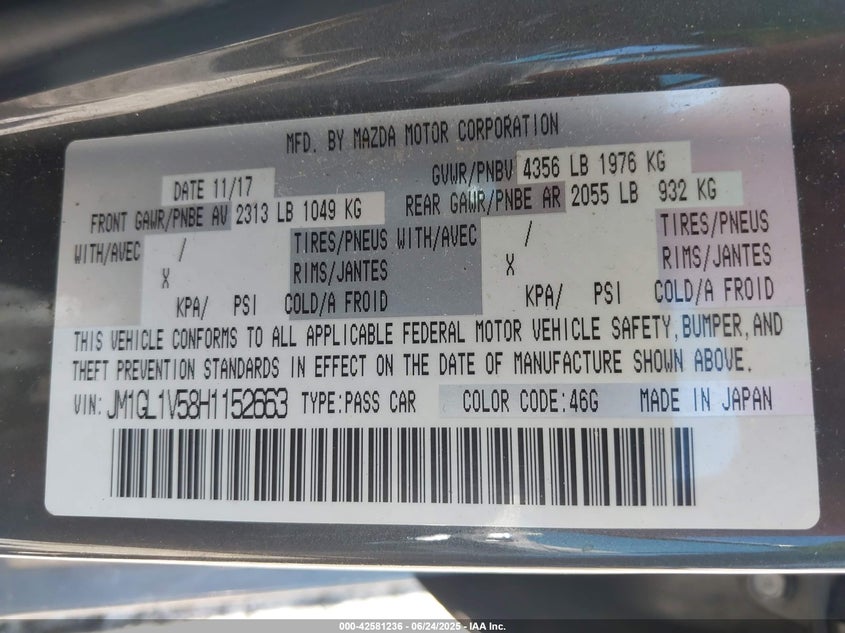 MFD. BY MAZDA MOTOR CORPORATION
DATE 11/17 GVWR/PNBV 4356 LB 1976 KG
FRONT GAWR/PNBE AV 2313 LB 1049 KG REAR GAWR/PNBE AR 2055 LB 932 KG
WITH/AVEC / TIRES/PNEUS WITH/AVEC / TIRES/PNEUS
X RIMS/JANTES X RIMS/JANTES
KPA/ PSI COLD/A FROID KPA/ PSI COLD/A FROID
THIS VEHICLE CONFORMS TO ALL APPLICABLE FEDERAL MOTOR VEHICLE SAFETY, BUMPER, AND
THEFT PREVENTION STANDARDS IN EFFECT ON THE DATE OF MANUFACTURE SHOWN ABOVE.
VIN: JM1GL1V58H1152663 TYPE:PASS CAR COLOR CODE:46G MADE IN JAPAN
000-42581236 - 06/24/2025 - IAA Inc.